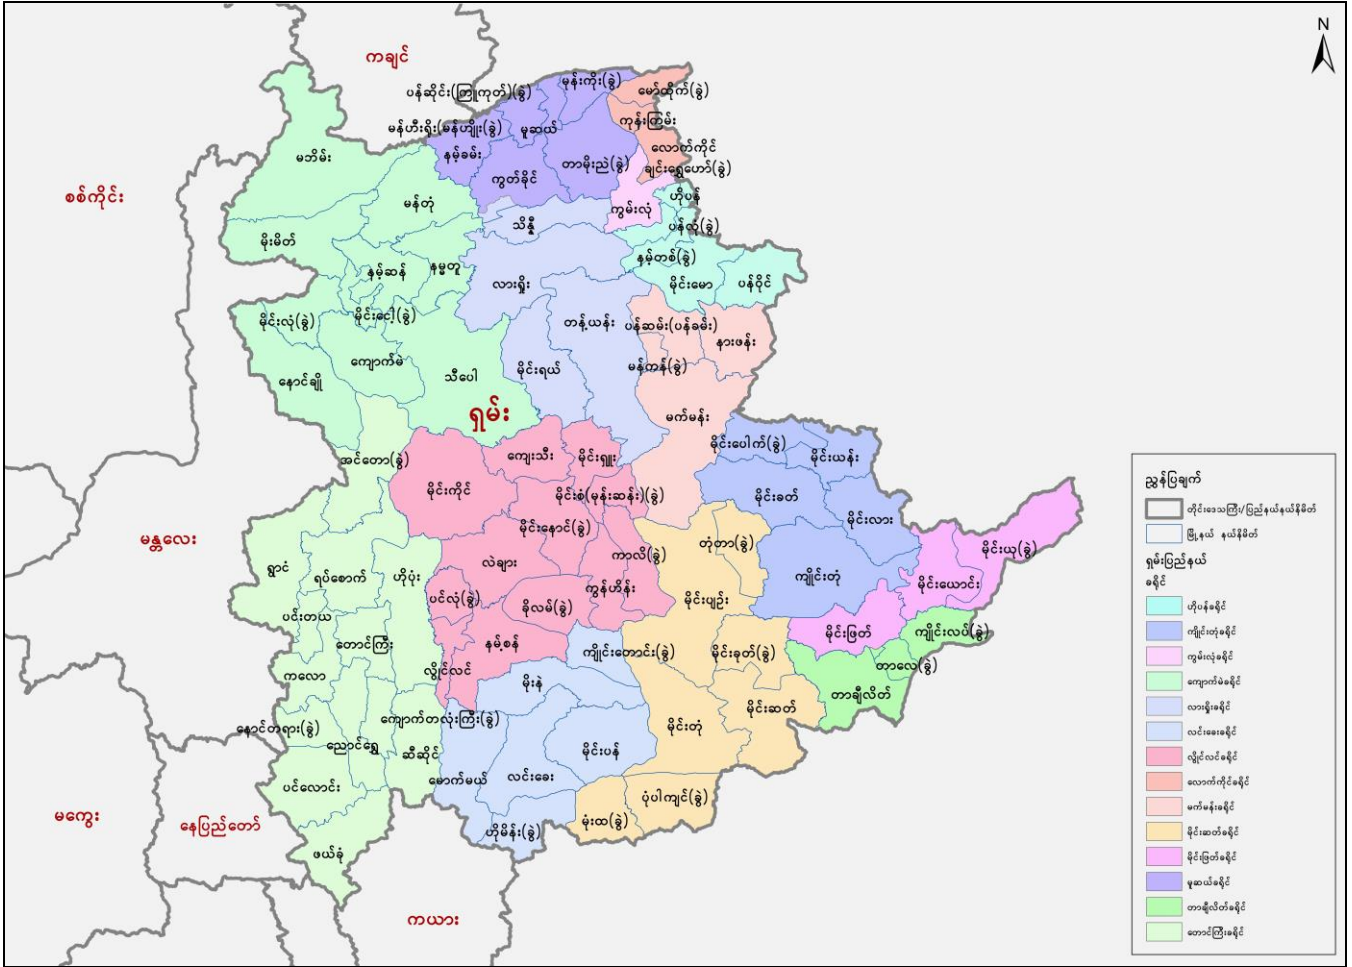 N
ကချင်
မုန်းကိုး(ခွဲ)
ပန်ဆိုင်း(ကြူကုတ်)(ခွဲ)
မော်ထိုက်(ခွဲ)
ကုန်းကြမ်း
မန်ဟီးရိုး(မန်ဟျိုး(ခွဲ)
မူဆယ်
လောက်ကိုင်
မဘိမ်း
နမ့်ခမ်း
တာမိုးညဲ(ခွဲ)
ချင်းရွှေဟော်(ခွဲ)
ကွတ်ခိုင်
စစ်ကိုင်း
ဟိုပန်
မန်တုံ
ကွမ်းလုံ
သိန္နီ
ပန်လုံ(ခွဲ)
မိုးမိတ်
နမ့်တစ်(ခွဲ)
နမ့်ဆန်
နမ္မတူ
လားရှိုး
မိုင်းမော
ပန်ဝိုင်
မိုင်းလုံ(ခွဲ)
မိုင်းငေါ့(ခွဲ)
တန့်ယန်း
ပန်ဆမ်း(ပန်ခမ်း)
နားဖန်း
ကျောက်မဲ
မိုင်းရယ်
မန်ကန်(ခွဲ)
နောင်ချို
သီပေါ
ရှမ်း
မက်မန်း
မိုင်းပေါက်(ခွဲ)
အင်တော(ခွဲ)
ကျေးသီး
မိုင်းရှူး
မိုင်းယန်း
မိုင်းကိုင်
မိုင်းစံ(မုန်းဆန်း)(ခွဲ)
မိုင်းခတ်
မိုင်းလား
မိုင်းနောင်(ခွဲ)
မန္တလေး
တုံတာ(ခွဲ)
မိုင်းယု(ခွဲ)
ကာလိ(ခွဲ)
ရွာငံ
ရပ်စောက်
ဟိုပုံး
လဲချား
ကျိုင်းတုံ
မိုင်းယောင်း
ကွန်ဟိန်း
ပင်လုံ(ခွဲ)
ခိုလမ်(ခွဲ)
မိုင်းပျဉ်း
ပင်းတယ
မိုင်းဖြတ်
ကျိုင်းလပ်(ခွဲ)
တောင်ကြီး
နမ့်စန်
ကျိုင်းတောင်း(ခွဲ)
မိုင်းခုတ်(ခွဲ)
ကလော
လွိုင်လင်
တာလေ(ခွဲ)
မိုးနဲ
တာချီလိတ်
မိုင်းဆတ်
နောင်တရား(ခွဲ)
ကျောက်တလုံးကြီး(ခွဲ)
မိုင်းတုံ
ညောင်ရွှေ
ဆီဆိုင်
မိုင်းပန်
မောက်မယ်
လင်းခေး
ပင်လောင်း
ပုံပါကျင်(ခွဲ)
မကွေး
နေပြည်တော်
မုံးထ(ခွဲ)
ဟိုမိန်း(ခွဲ)
ဖယ်ခုံ
ကယား
ညွှန်ပြချက်
တိုင်းဒေသကြီး/ပြည်နယ်နယ်နိမိတ်
မြို့နယ် နယ်နိမိတ်
ရှမ်းပြည်နယ်
ခရိုင်
ဟိုပန်ခရိုင်
ကျိုင်းတုံခရိုင်
ကွမ်းလုံခရိုင်
ကျောက်မဲခရိုင်
လားရှိုးခရိုင်
လင်းခေးခရိုင်
လွိုင်လင်ခရိုင်
လောက်ကိုင်ခရိုင်
မက်မန်းခရိုင်
မိုင်းဆတ်ခရိုင်
မိုင်းဖြတ်ခရိုင်
မူဆယ်ခရိုင်
တာချီလိတ်ခရိုင်
တောင်ကြီးခရိုင်